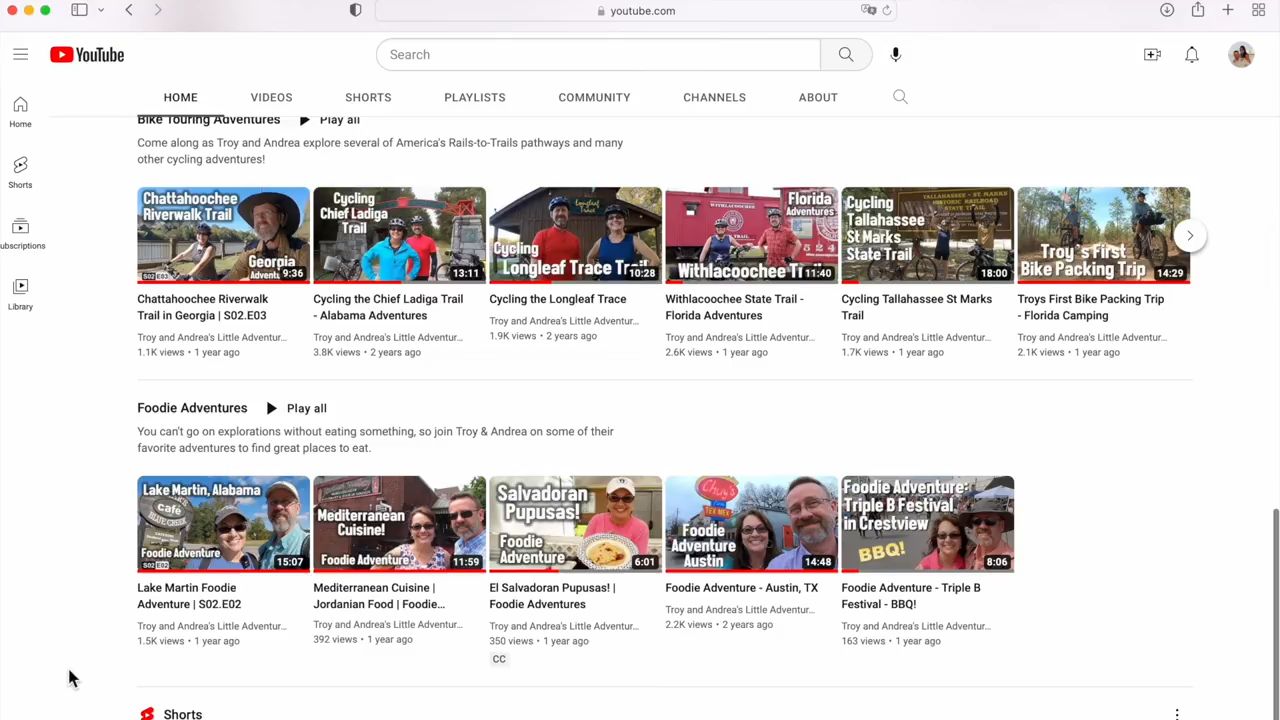 youtube.com
YouTube
Search
HOME
VIDEOS
SHORTS
PLAYLISTS
COMMUNITY
CHANNELS
ABOUT
Home
Shorts
ubscriptions
Library
Bike Touring Adventures
Play all
Come along as Troy and Andrea explore several of America's Rails-to-Trails pathways and many
other cycling adventures!
Chattahoochee
Riverwalk
Trail
Georgia
S02 E03
9:36
Chattahoochee Riverwalk
Trail in Georgia | S02.E03
Troy and Andrea's Little Adventur...
1.1K views • 1 year ago
Cycling
Chief Ladiga
Trail
13:11
Cycling the Chief Ladiga Trail
- Alabama Adventures
Troy and Andrea's Little Adventur...
3.8K views • 2 years ago
Longleaf Trace
Cycling
Longleaf Trace Trail
10:28
Cycling the Longleaf Trace
Troy and Andrea's Little Adventur...
1.9K views • 2 years ago
WITHLACOOCHEE
Florida
Adventures
11:40
Withlacoochee State Trail -
Florida Adventures
Troy and Andrea's Little Adventur...
2.6K views • 1 year ago
Cycling
Tallahassee
St Marks
State Trail
TALLAHASSEE-ST. MARKS
18:00
Cycling Tallahassee St Marks
Trail
Troy and Andrea's Little Adventur...
1.7K views • 1 year ago
Troy's First
Bike Packing Trip
14:29
Troys First Bike Packing Trip
- Florida Camping
Troy and Andrea's Little Adventur...
2.1K views • 1 year ago
Foodie Adventures
Play all
You can't go on explorations without eating something, so join Troy & Andrea on some of their
favorite adventures to find great places to eat.
Lake Martin, Alabama
Café
Foodie Adventure
S02 E02
15:07
Lake Martin Foodie
Adventure | S02.E02
Troy and Andrea's Little Adventur...
1.5K views • 1 year ago
Mediterranean
Cuisine!
Foodie Adventure
11:59
Mediterranean Cuisine |
Jordanian Food | Foodie...
Troy and Andrea's Little Adventur...
392 views • 1 year ago
Salvadoran
Pupusas!
Foodie
Adventure
6:01
El Salvadoran Pupusas! |
Foodie Adventures
Troy and Andrea's Little Adventur...
350 views • 1 year ago
CC
Chuy's
TEX MEX
Foodie
Adventure
Austin
14:48
Foodie Adventure - Austin, TX
Troy and Andrea's Little Adventur...
2.2K views • 2 years ago
Foodie Adventure:
Triple B Festival,
in Crestview
BBQ!
8:06
Foodie Adventure - Triple B
Festival - BBQ!
Troy and Andrea's Little Adventur...
163 views • 1 year ago
Shorts